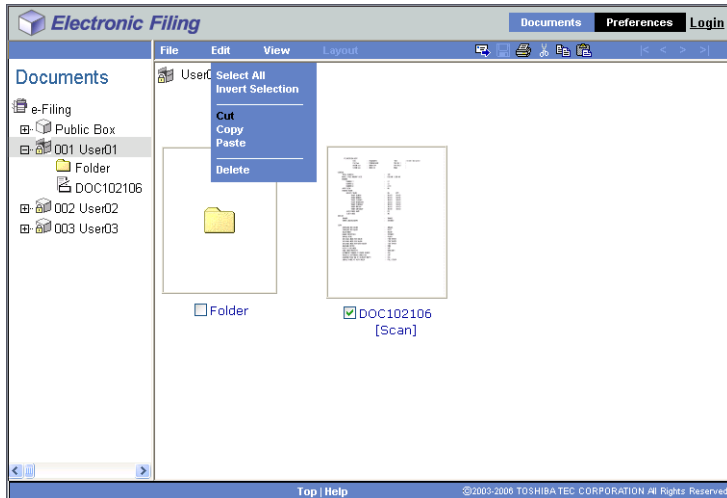 Electronic Filing
Documents Preferences Login
File Edit View Layout |< < > >|
Documents
e-Filing
Public Box
001 User01
Folder
DOC102106
002 User02
003 User03
Select All
Invert Selection
Cut
Copy
Paste
Delete
Folder
DOC102106
[Scan]
Top | Help
©2003-2006 TOSHIBA TEC CORPORATION All Rights Reserved